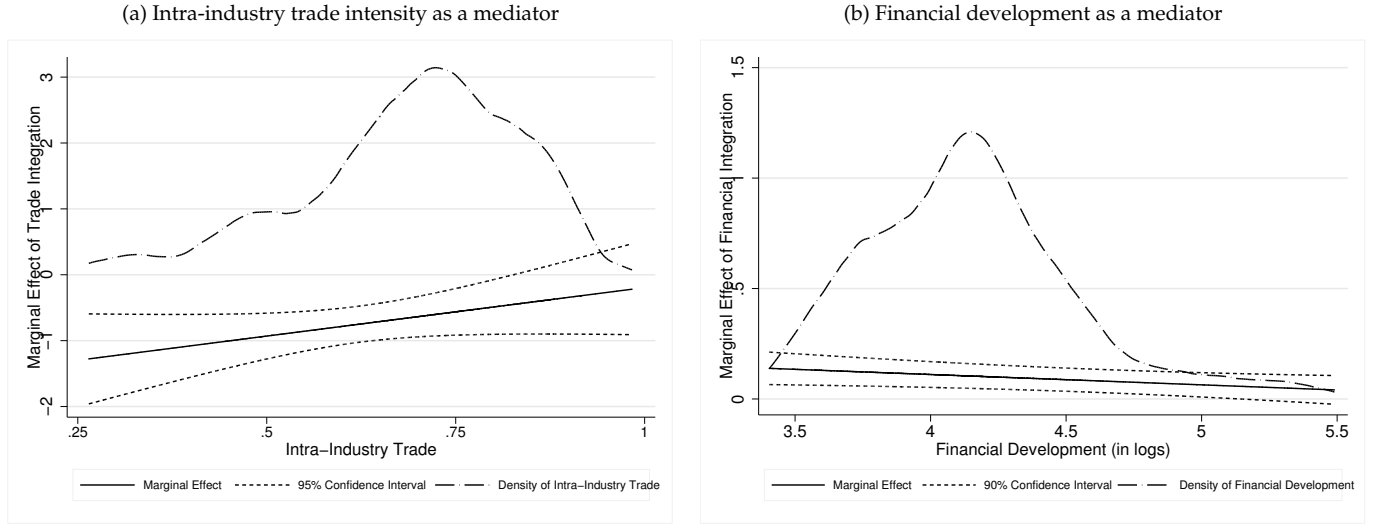 (a) Intra-industry trade intensity as a mediator
Marginal Effect of Trade Integration
3
2
1
0
−1
−2
.25
.5
.75
1
Intra−Industry Trade
Marginal Effect
95% Confidence Interval
Density of Intra−Industry Trade
(b) Financial development as a mediator
Marginal Effect of Financial Integration
1.5
1
.5
0
3.5
4
4.5
5
5.5
Financial Development (in logs)
Marginal Effect
90% Confidence Interval
Density of Financial Development